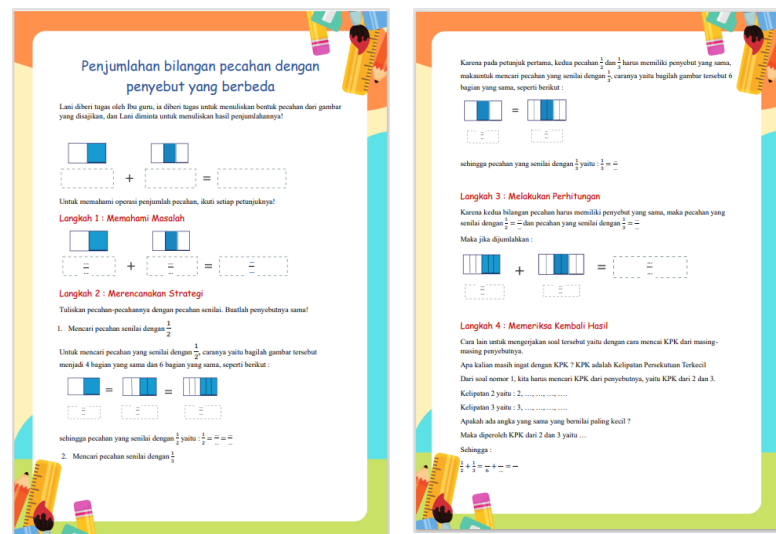 Penjumlahan bilangan pecahan dengan
penyebut yang berbeda
Lani diberi tugas oleh Ibu guru, ia diberi tugas untuk menuliskan bentuk pecahan dari gambar
yang disajikan, dan Lani diminta untuk menuliskan hasil penjumlahannya!
+ =
Untuk memahami operasi penjumlah pecahan, ikuti setiap petunjuknya!
Langkah 1 : Memahami Masalah
... + ... = ...
Langkah 2 : Merencanakan Strategi
Tuliskan pecahan-pecahannya dengan pecahan senilai. Buatlah penyebutnya sama!
1. Mencari pecahan senilai dengan 1/2
Untuk mencari pecahan yang senilai dengan 1/2, caranya yaitu bagilah gambar tersebut
menjadi 4 bagian yang sama dan 6 bagian yang sama, seperti berikut :
= =
sehingga pecahan yang senilai dengan 1/2 yaitu : 1/2 = ... = ...
2. Mencari pecahan senilai dengan 1/3
Karena pada petunjuk pertama, kedua pecahan 1/2 dan 1/3 harus memiliki penyebut yang sama,
makauntuk mencari pecahan yang senilai dengan 1/3, caranya yaitu bagilah gambar tersebut 6
bagian yang sama, seperti berikut :
=
sehingga pecahan yang senilai dengan 1/3 yaitu : 1/3 = ...
Langkah 3 : Melakukan Perhitungan
Karena kedua bilangan pecahan harus memiliki penyebut yang sama, maka pecahan yang
senilai dengan 1/2 = ... dan pecahan yang senilai dengan 1/3 = ...
Maka jika dijumlahkan :
+ = ...
Langkah 4 : Memeriksa Kembali Hasil
Cara lain untuk mengerjakan soal tersebut yaitu dengan cara mencai KPK dari masing-
masing penyebutnya.
Apa kalian masih ingat dengan KPK ? KPK adalah Kelipatan Persekutuan Terkecil
Dari soal nomor 1, kita harus mencari KPK dari penyebutnya, yaitu KPK dari 2 dan 3.
Kelipatan 2 yaitu : 2, …, …, …, ….
Kelipatan 3 yaitu : 3, …, …, …, ….
Apakah ada angka yang sama yang bernilai paling kecil ?
Maka diperoleh KPK dari 2 dan 3 yaitu …
Sehingga :
1/2 + 1/3 = /6 + ... = ...